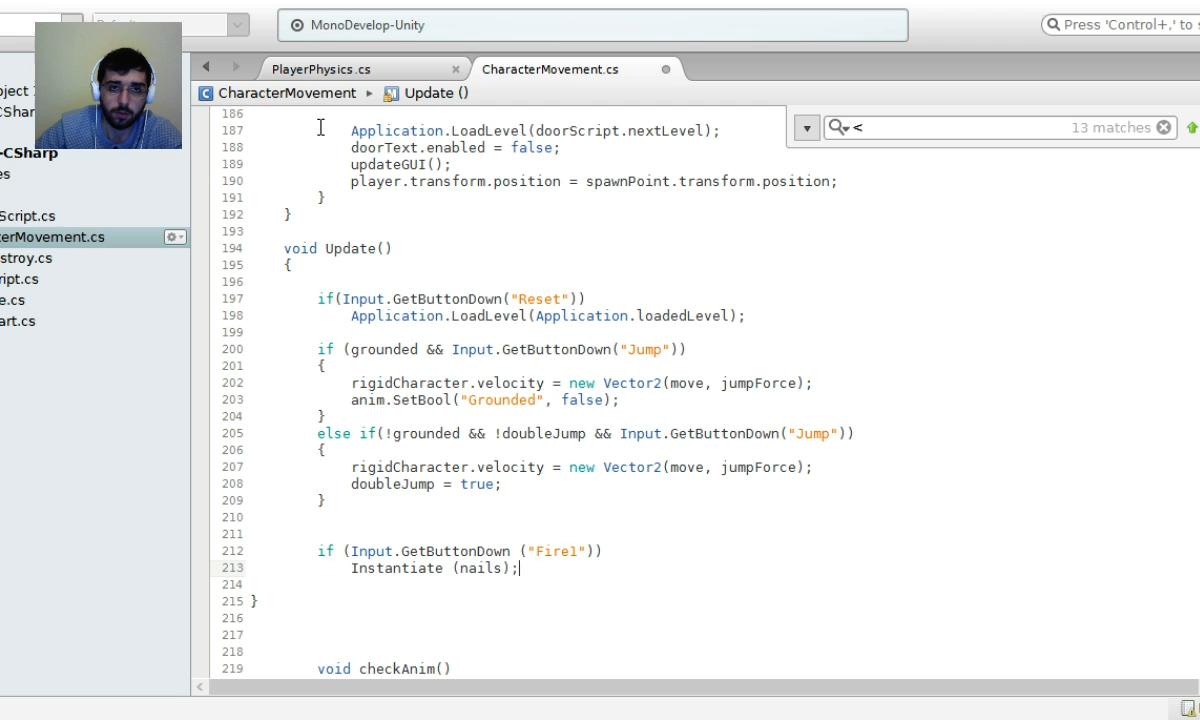 Default
MonoDevelop-Unity
Press 'Control+,' to s
PlayerPhysics.cs
CharacterMovement.cs
CharacterMovement ▸ Update ()
<
13 matches
oject
CShar
-CSharp
es
Script.cs
terMovement.cs
stroy.cs
ript.cs
e.cs
art.cs
186
187 Application.LoadLevel(doorScript.nextLevel);
188 doorText.enabled = false;
189 updateGUI();
190 player.transform.position = spawnPoint.transform.position;
191 }
192 }
193
194 void Update()
195 {
196
197 if(Input.GetButtonDown("Reset"))
198 Application.LoadLevel(Application.loadedLevel);
199
200 if (grounded && Input.GetButtonDown("Jump"))
201 {
202 rigidCharacter.velocity = new Vector2(move, jumpForce);
203 anim.SetBool("Grounded", false);
204 }
205 else if(!grounded && !doubleJump && Input.GetButtonDown("Jump"))
206 {
207 rigidCharacter.velocity = new Vector2(move, jumpForce);
208 doubleJump = true;
209 }
210
211
212 if (Input.GetButtonDown ("Fire1"))
213 Instantiate (nails);
214
215 }
216
217
218
219 void checkAnim()